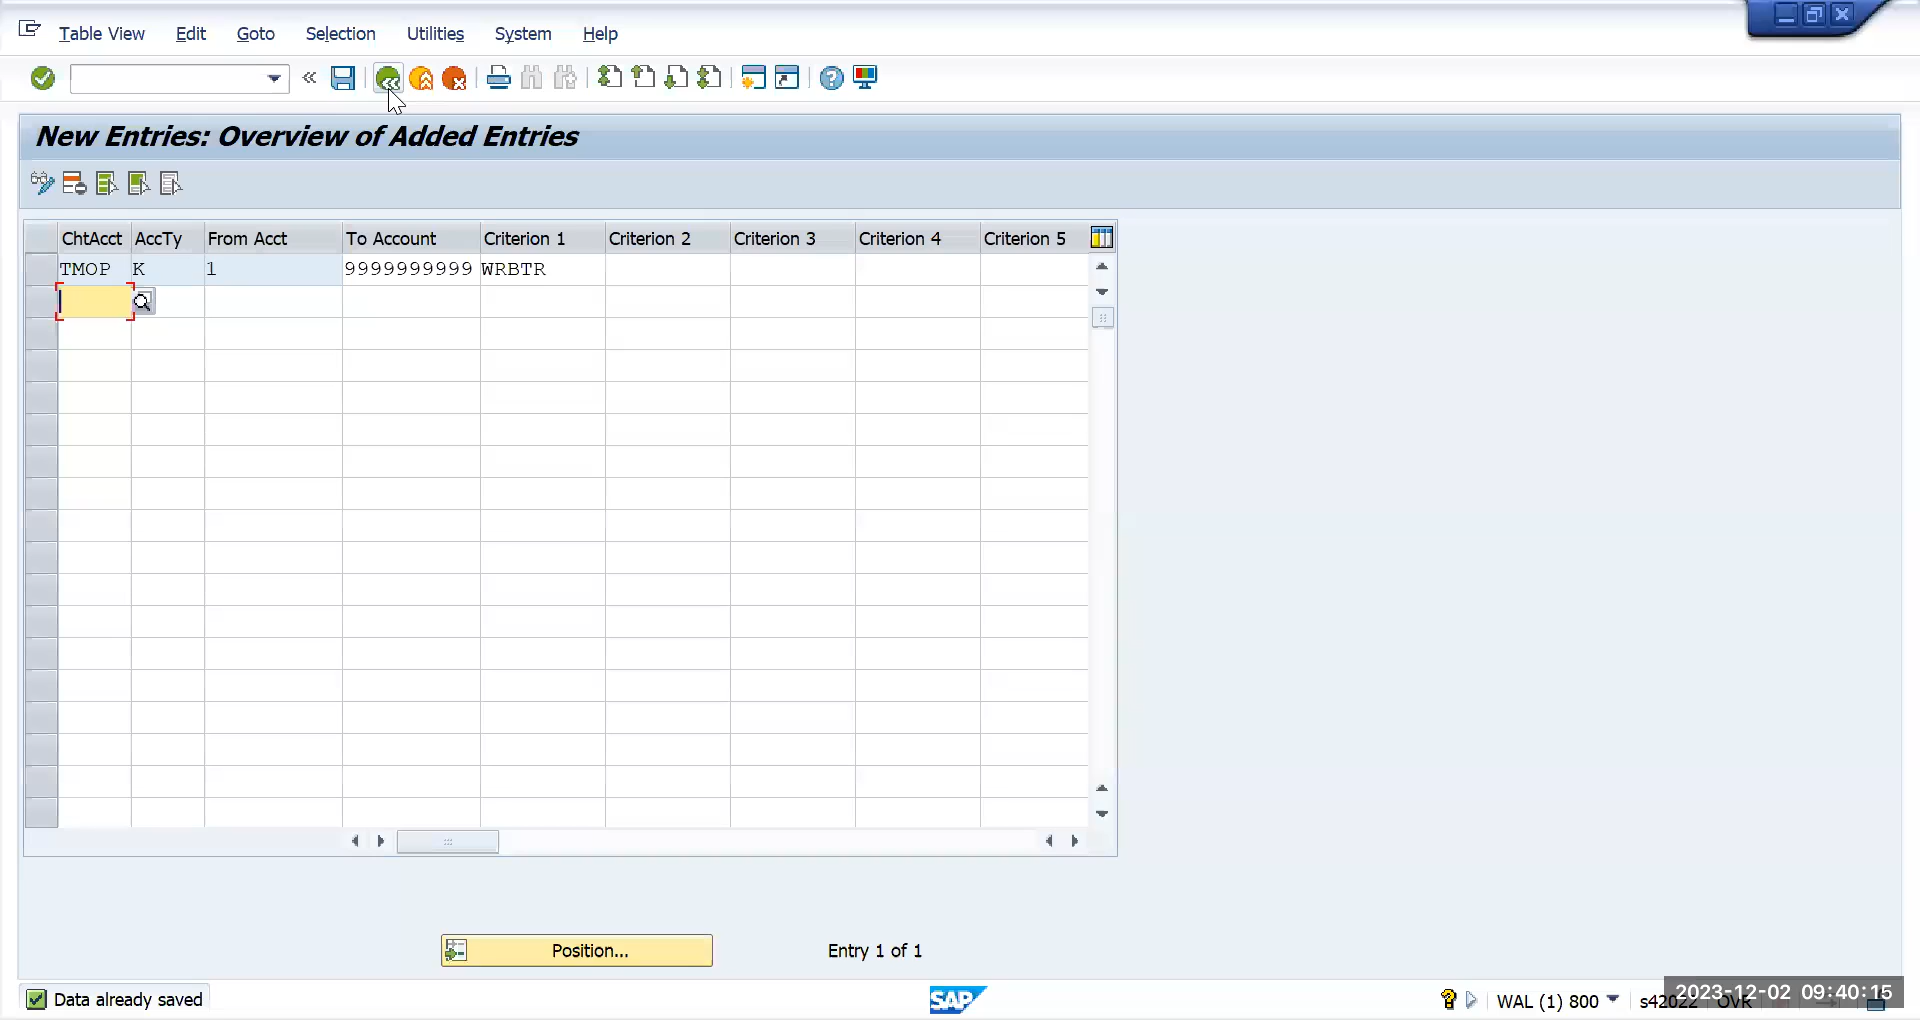 Table View Edit Goto Selection Utilities System Help
New Entries: Overview of Added Entries
ChtAcct AccTy From Acct To Account Criterion 1 Criterion 2 Criterion 3 Criterion 4 Criterion 5
TMOP K 1 9999999999 WRBTR
Position... Entry 1 of 1
Data already saved SAP WAL (1) 800 s42022 OVR
2023-12-02 09:40:15